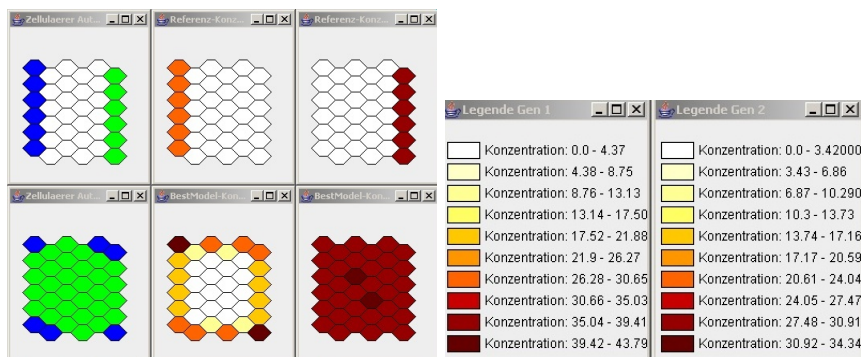 Zellulaerer Aut...
Referenz-Konz...
Referenz-Konz...
Zellulaerer Aut...
BestModel-Kon...
BestModel-Kon...
Legende Gen 1
Konzentration: 0.0 - 4.37
Konzentration: 4.38 - 8.75
Konzentration: 8.76 - 13.13
Konzentration: 13.14 - 17.50
Konzentration: 17.52 - 21.88
Konzentration: 21.9 - 26.27
Konzentration: 26.28 - 30.65
Konzentration: 30.66 - 35.03
Konzentration: 35.04 - 39.41
Konzentration: 39.42 - 43.79
Legende Gen 2
Konzentration: 0.0 - 3.42000
Konzentration: 3.43 - 6.86
Konzentration: 6.87 - 10.290
Konzentration: 10.3 - 13.73
Konzentration: 13.74 - 17.16
Konzentration: 17.17 - 20.59
Konzentration: 20.61 - 24.04
Konzentration: 24.05 - 27.47
Konzentration: 27.48 - 30.91
Konzentration: 30.92 - 34.34